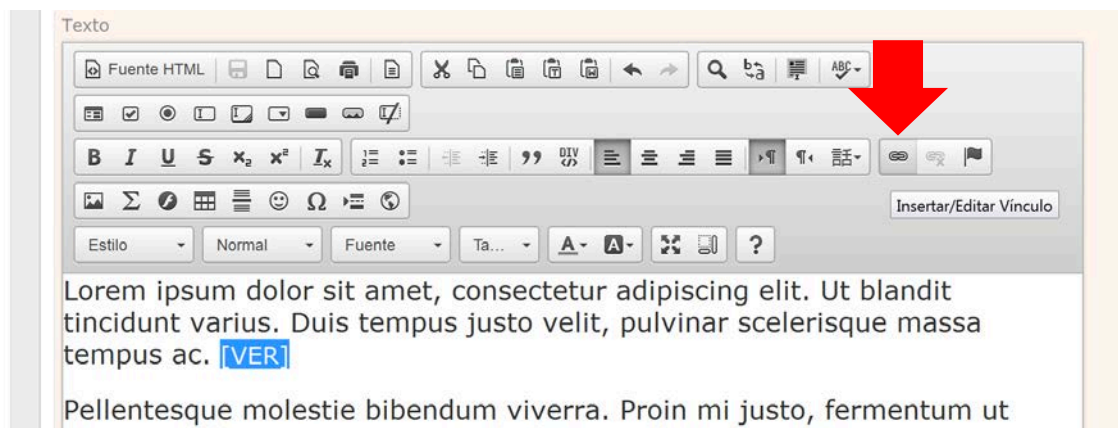 Texto
Fuente HTML ABC
B I U S x₂ x² Iₓ DIV 話
Σ Ω
Insertar/Editar Vínculo
Estilo Normal Fuente Ta... A A ?
Lorem ipsum dolor sit amet, consectetur adipiscing elit. Ut blandit
tincidunt varius. Duis tempus justo velit, pulvinar scelerisque massa
tempus ac. [VER]
Pellentesque molestie bibendum viverra. Proin mi justo, fermentum ut